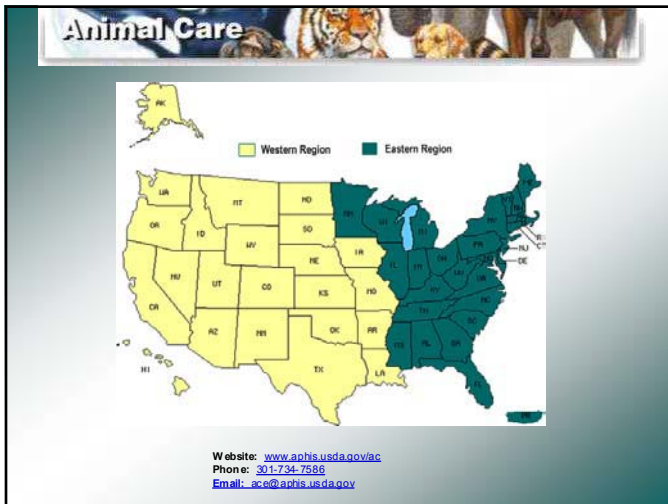 Animal Care
AK
Western Region Eastern Region
WA
MT
ND
MN
ME
OR
ID
SD
WI
MI
NY
WY
IA
PA
NJ
NV
NE
IL
IN
OH
DE
UT
CO
KS
MO
WV
VA
CA
KY
NC
AZ
NM
OK
AR
TN
SC
MS
AL
GA
TX
LA
FL
HI
PR
Website: www.aphis.usda.gov/ac
Phone: 301-734-7586
Email: ace@aphis.usda.gov